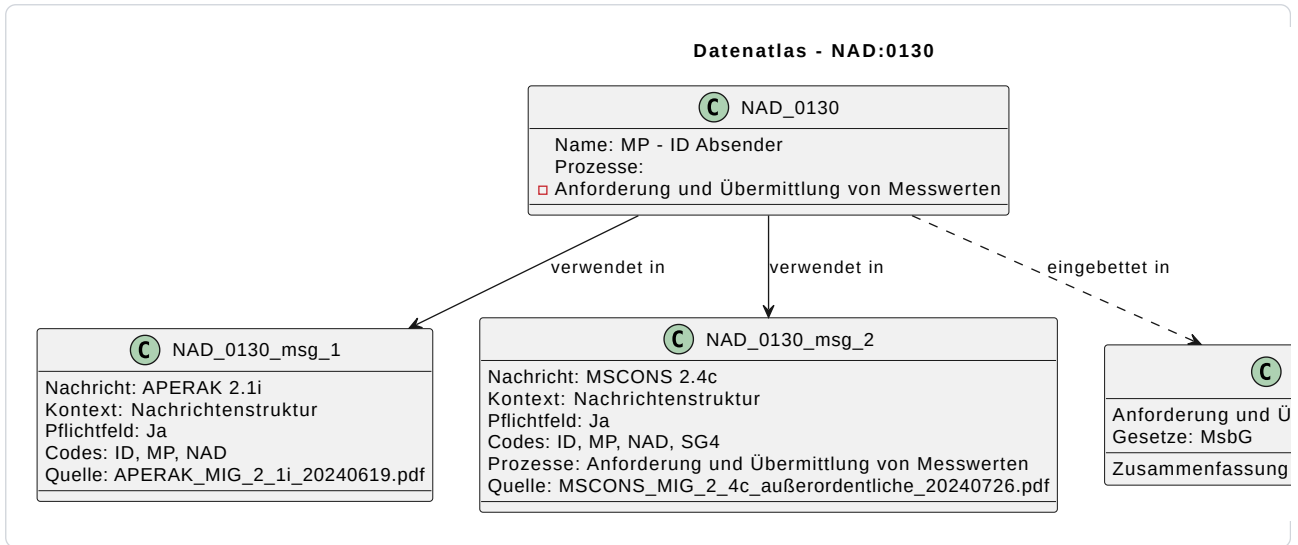 Datenatlas - NAD:0130
C NAD_0130
Name: MP - ID Absender
Prozesse:
Anforderung und Übermittlung von Messwerten
verwendet in
verwendet in
eingebettet in
C NAD_0130_msg_1
Nachricht: APERAK 2.1i
Kontext: Nachrichtenstruktur
Pflichtfeld: Ja
Codes: ID, MP, NAD
Quelle: APERAK_MIG_2_1i_20240619.pdf
C NAD_0130_msg_2
Nachricht: MSCONS 2.4c
Kontext: Nachrichtenstruktur
Pflichtfeld: Ja
Codes: ID, MP, NAD, SG4
Prozesse: Anforderung und Übermittlung von Messwerten
Quelle: MSCONS_MIG_2_4c_außerordentliche_20240726.pdf
C
Anforderung und
Gesetze: MsbG
Zusammenfassung